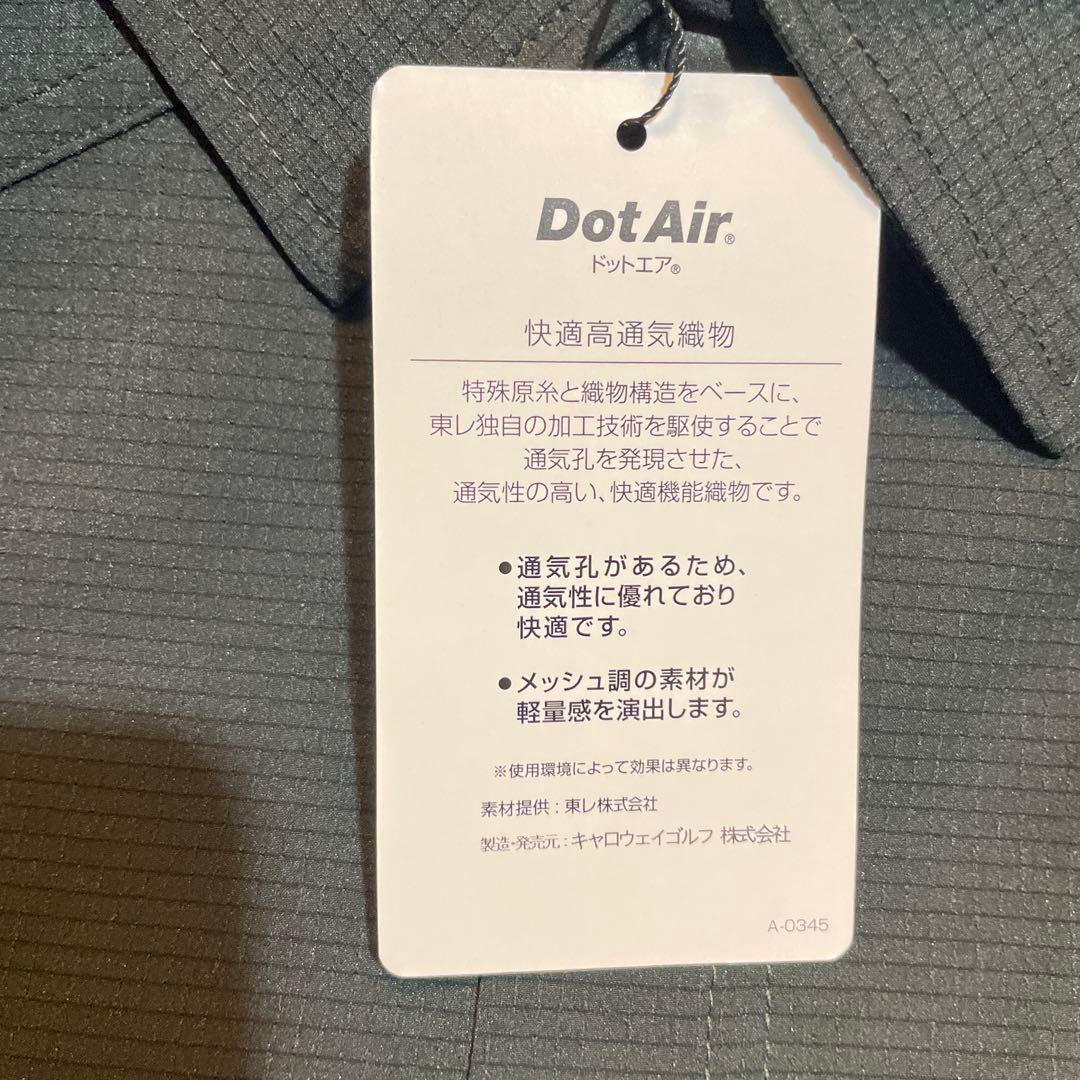 Dot Air®
ドットエア®
快適高通気織物
特殊原糸と織物構造をベースに、
東レ独自の加工技術を駆使することで
通気孔を発現させた、
通気性の高い、快適機能織物です。
●通気孔があるため、
通気性に優れており
快適です。
●メッシュ調の素材が
軽量感を演出します。
※使用環境によって効果は異なります。
素材提供:東レ株式会社
製造・発売元:キャロウェイゴルフ 株式会社
A-0345